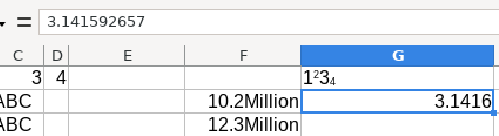 = 3.141592657
C D E F G
3 4 1²3₄
ABC 10.2Million 3.1416
ABC 12.3Million